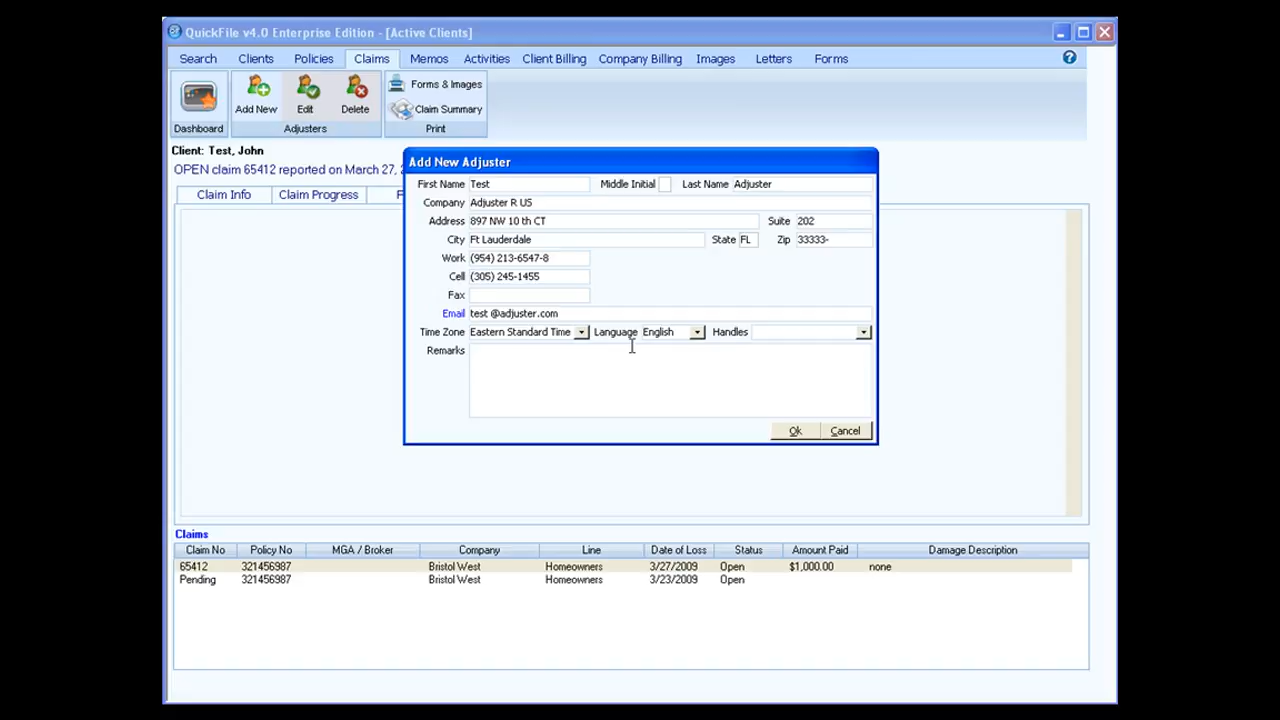 QuickFile v4.0 Enterprise Edition - [Active Clients]
Search Clients Policies Claims Memos Activities Client Billing Company Billing Images Letters Forms
Add New Edit Delete Forms & Images
Claim Summary
Dashboard Adjusters Print
Client: Test, John
OPEN claim 65412 reported on March 27, 2
Claim Info Claim Progress F
Add New Adjuster
First Name Test Middle Initial Last Name Adjuster
Company Adjuster R US
Address 897 NW 10 th CT Suite 202
City Ft Lauderdale State FL Zip 33333-
Work (954) 213-6547-8
Cell (305) 245-1455
Fax
Email test @adjuster.com
Time Zone Eastern Standard Time Language English Handles
Remarks
Ok Cancel
Claims
Claim No Policy No MGA / Broker Company Line Date of Loss Status Amount Paid Damage Description
65412 321456987 Bristol West Homeowners 3/27/2009 Open $1,000.00 none
Pending 321456987 Bristol West Homeowners 3/23/2009 Open